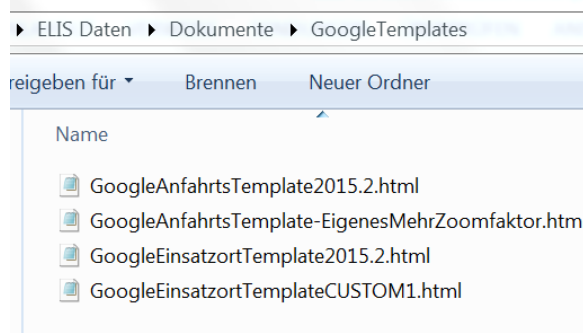 ELIS Daten ▸ Dokumente ▸ GoogleTemplates
reigeben für ▾ Brennen Neuer Ordner
Name
GoogleAnfahrtsTemplate2015.2.html
GoogleAnfahrtsTemplate-EigenesMehrZoomfaktor.htm
GoogleEinsatzortTemplate2015.2.html
GoogleEinsatzortTemplateCUSTOM1.html